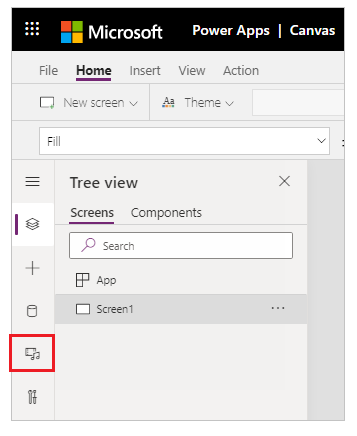 Microsoft Power Apps | Canvas
File Home Insert View Action
New screen Theme
Fill
Tree view
Screens Components
Search
App
Screen1